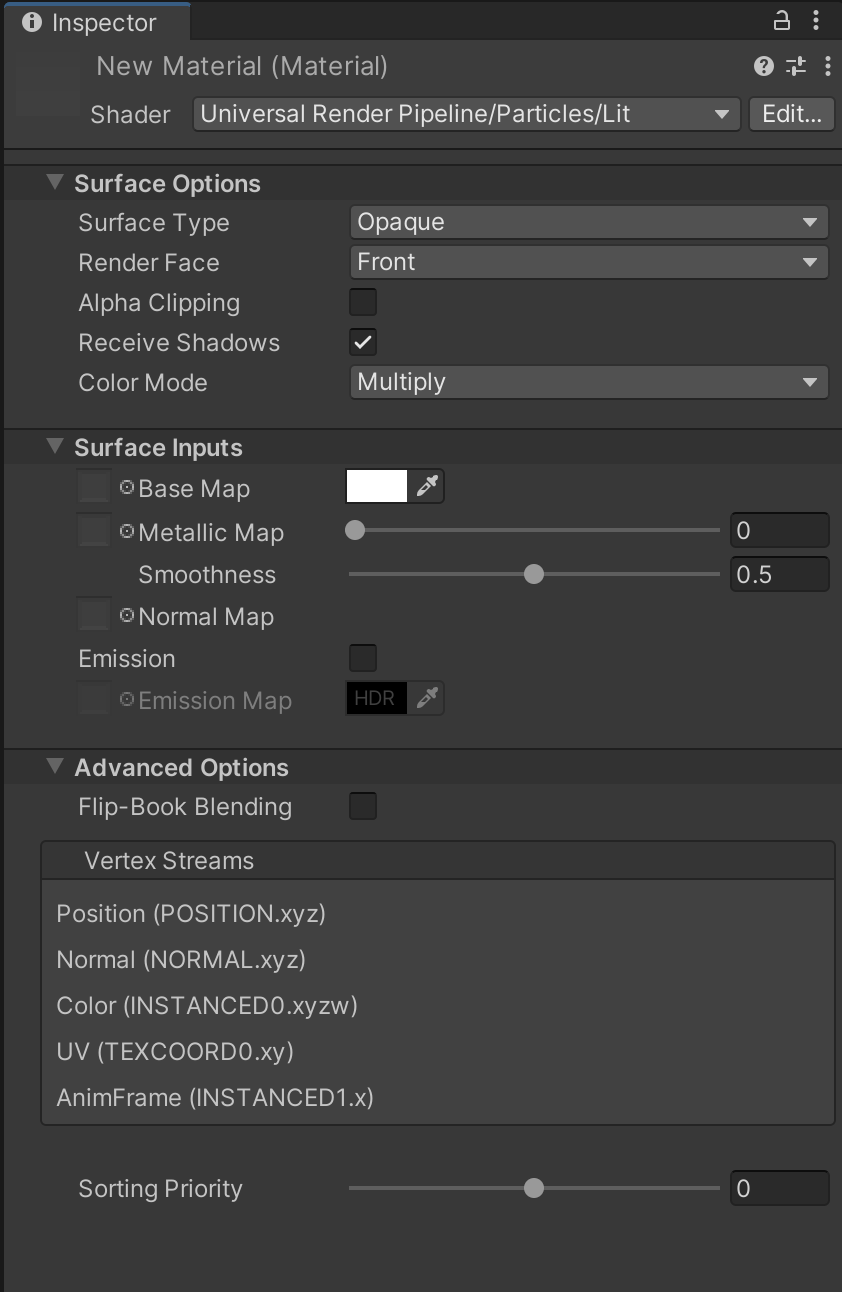 Inspector
New Material (Material)
Shader Universal Render Pipeline/Particles/Lit Edit...
Surface Options
Surface Type Opaque
Render Face Front
Alpha Clipping
Receive Shadows
Color Mode Multiply
Surface Inputs
Base Map
Metallic Map 0
Smoothness 0.5
Normal Map
Emission
Emission Map HDR
Advanced Options
Flip-Book Blending
Vertex Streams
Position (POSITION.xyz)
Normal (NORMAL.xyz)
Color (INSTANCED0.xyzw)
UV (TEXCOORD0.xy)
AnimFrame (INSTANCED1.x)
Sorting Priority 0